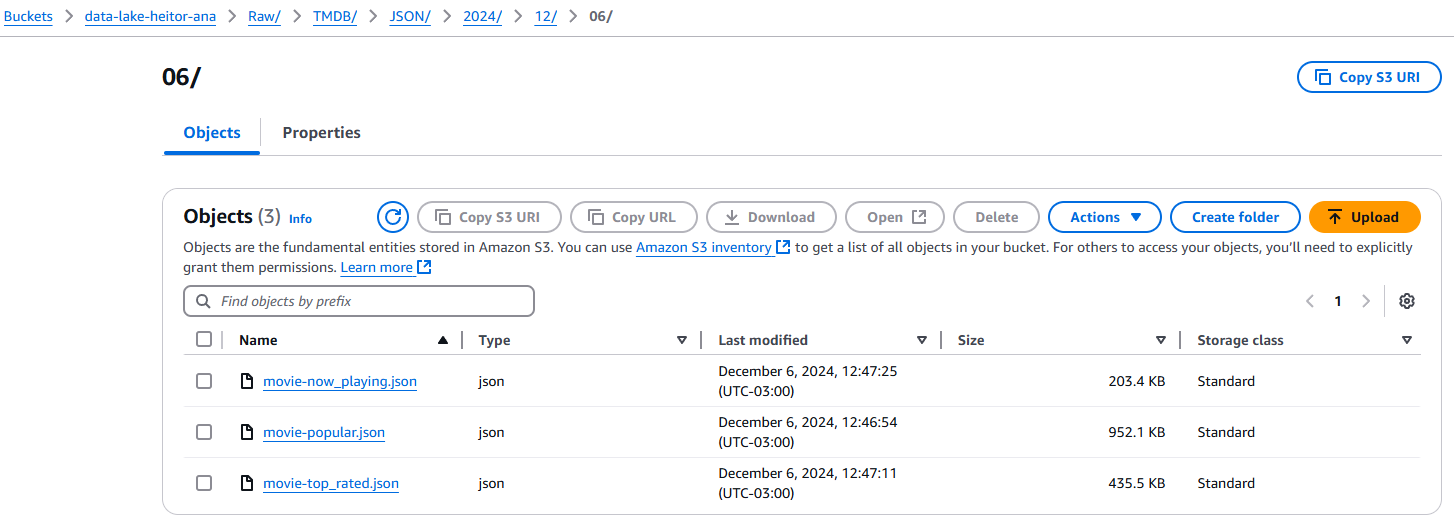 Buckets > data-lake-heitor-ana > Raw/ > TMDB/ > JSON/ > 2024/ > 12/ > 06/
06/
Copy S3 URI
Objects Properties
Objects (3) Info Copy S3 URI Copy URL Download Open Delete Actions Create folder Upload
Objects are the fundamental entities stored in Amazon S3. You can use Amazon S3 inventory to get a list of all objects in your bucket. For others to access your objects, you’ll need to explicitly
grant them permissions. Learn more
Find objects by prefix
1
Name Type Last modified Size Storage class
movie-now_playing.json json December 6, 2024, 12:47:25 (UTC-03:00) 203.4 KB Standard
movie-popular.json json December 6, 2024, 12:46:54 (UTC-03:00) 952.1 KB Standard
movie-top_rated.json json December 6, 2024, 12:47:11 (UTC-03:00) 435.5 KB Standard